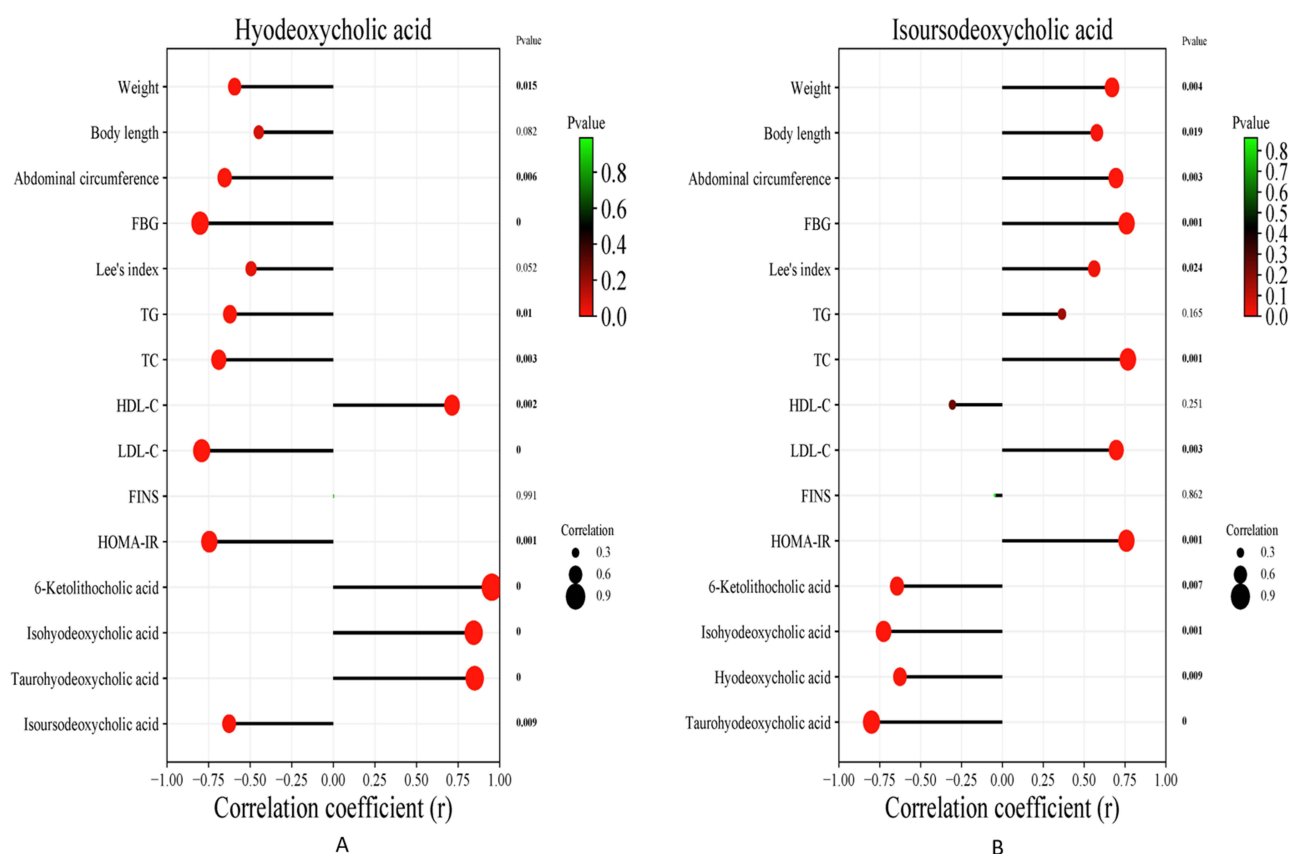 Hyodeoxycholic acid
Pvalue
Weight 0.015
Body length 0.082
Abdominal circumference 0.006
FBG 0
Lee's index 0.052
TG 0.01
TC 0.003
HDL-C 0.002
LDL-C 0
FINS 0.991
HOMA-IR 0.001
6-Ketolithocholic acid 0
Isohyodeoxycholic acid 0
Taurohyodeoxycholic acid 0
Isoursodeoxycholic acid 0.009
−1.00 −0.75 −0.50 −0.25 0.00 0.25 0.50 0.75 1.00
Correlation coefficient (r)
Pvalue
0.8
0.6
0.4
0.2
0.0
Correlation
0.3
0.6
0.9
A
Isoursodeoxycholic acid
Pvalue
Weight 0.004
Body length 0.019
Abdominal circumference 0.003
FBG 0.001
Lee's index 0.024
TG 0.165
TC 0.001
HDL-C 0.251
LDL-C 0.003
FINS 0.862
HOMA-IR 0.001
6-Ketolithocholic acid 0.007
Isohyodeoxycholic acid 0.001
Hyodeoxycholic acid 0.009
Taurohyodeoxycholic acid 0
−1.00 −0.75 −0.50 −0.25 0.00 0.25 0.50 0.75 1.00
Correlation coefficient (r)
Pvalue
0.8
0.7
0.6
0.5
0.4
0.3
0.2
0.1
0.0
Correlation
0.3
0.6
0.9
B